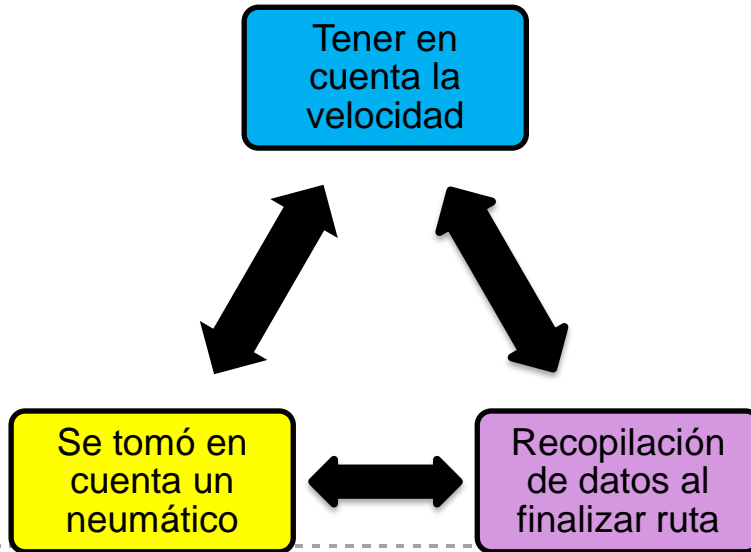 Tener en
cuenta la
velocidad
Se tomó en
cuenta un
neumático
Recopilación
de datos al
finalizar ruta